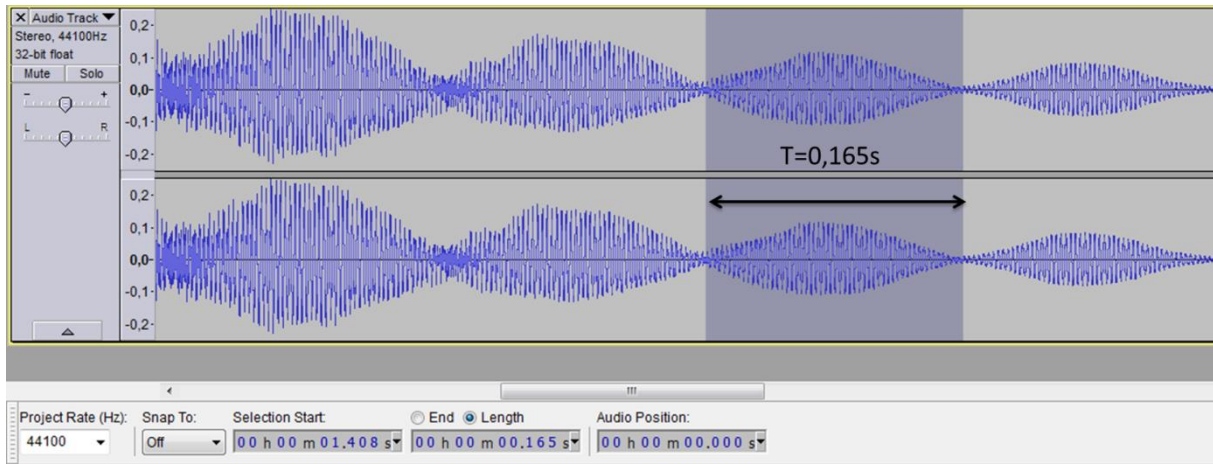 × Audio Track ▼
Stereo, 44100Hz
32-bit float
Mute Solo
- +
L R
0,2-
0,1-
0,0-
-0,1-
-0,2-
T=0,165s
0,2-
0,1-
0,0-
-0,1-
-0,2-
Project Rate (Hz): Snap To: Selection Start: End Length Audio Position:
44100 Off 00 h 00 m 01.408 s 00 h 00 m 00.165 s 00 h 00 m 00.000 s